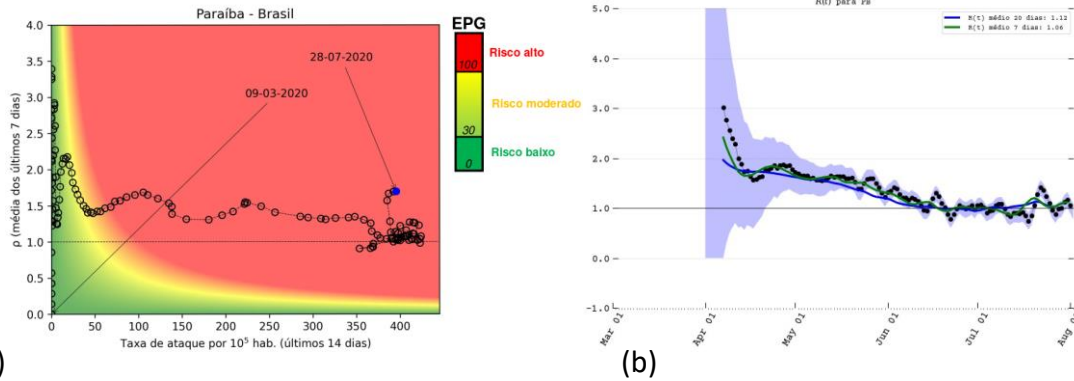 Paraíba - Brasil
4.0
3.5
3.0
2.5
2.0
1.5
1.0
0.5
0.0
ρ (média dos últimos 7 dias)
28-07-2020
09-03-2020
0 50 100 150 200 250 300 350 400
Taxa de ataque por 10⁵ hab. (últimos 14 dias)
EPG
100
30
0
Risco alto
Risco moderado
Risco baixo
)
R(t) para PB
R(t) médio 20 dias: 1.12
R(t) médio 7 dias: 1.06
5.0
4.0
3.0
2.0
1.0
0.0
-1.0
Mar 01 Apr 01 May 01 Jun 01 Jul 01 Aug
(b)